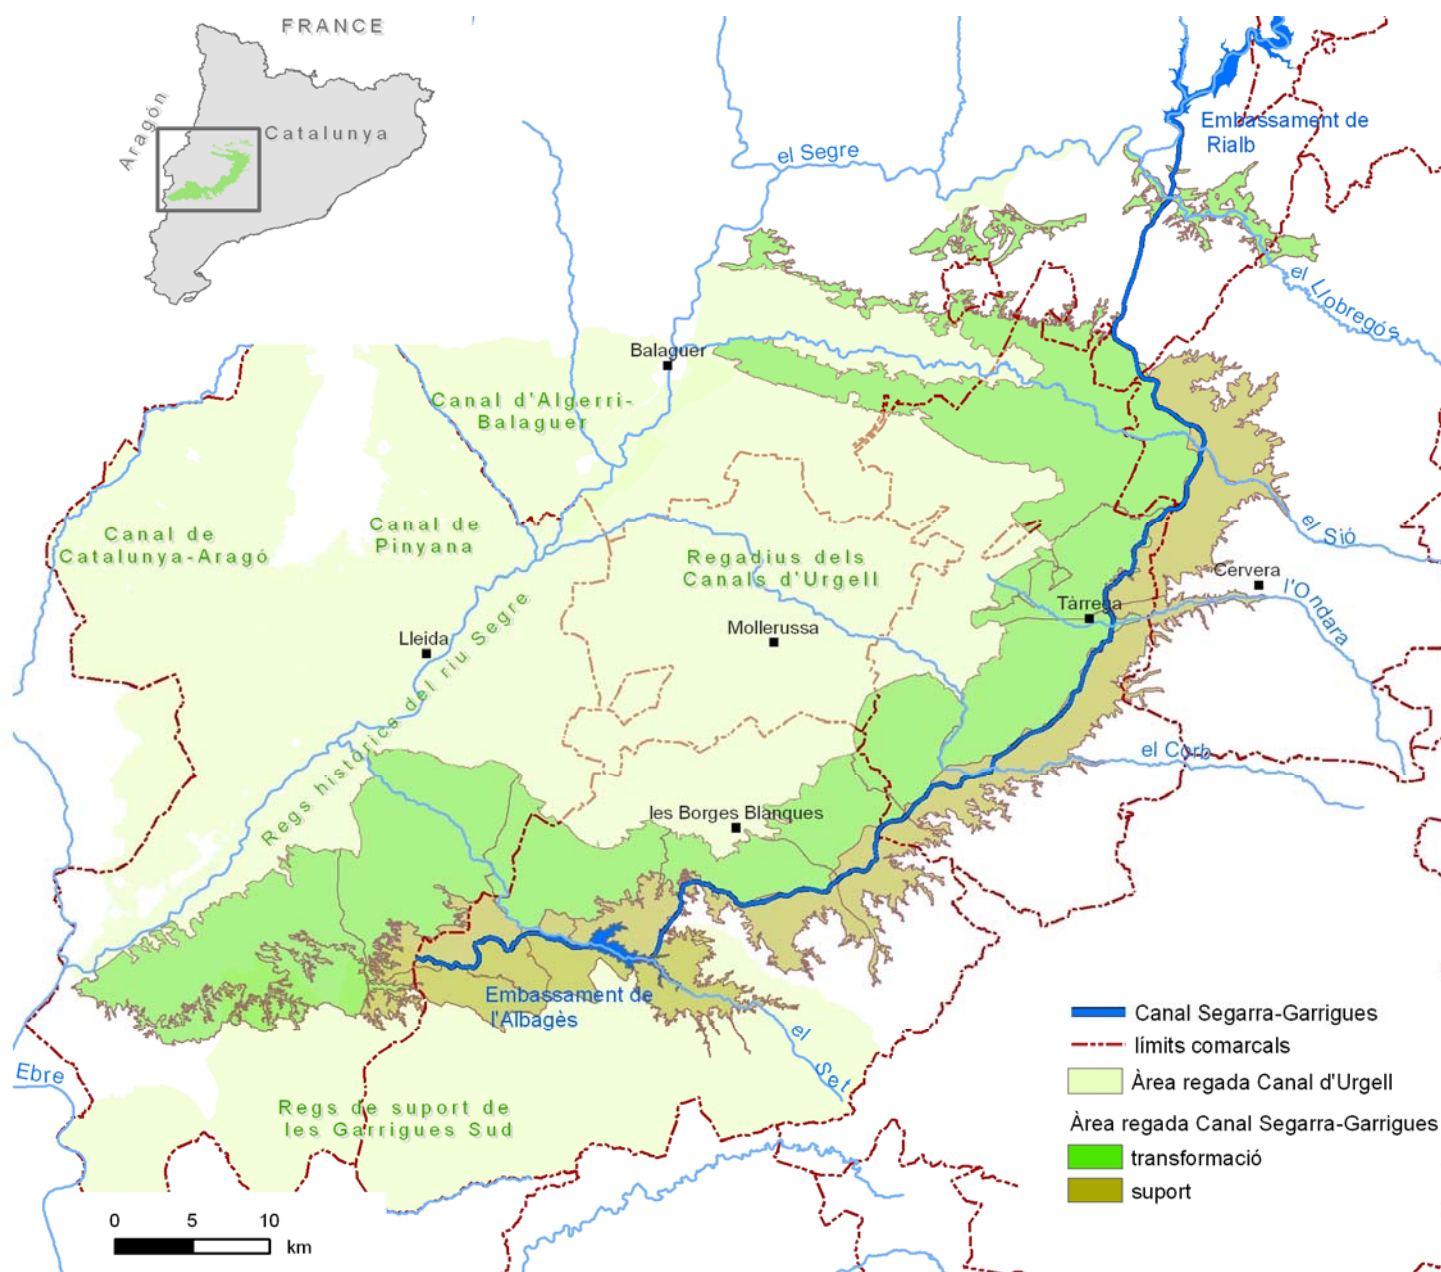 FRANCE
Aragón
Catalunya
Embassament de
Rialb
el Segre
el Llobregós
Balaguer
Canal d'Algerri-
Balaguer
Canal de
Catalunya-Aragó
Canal de
Pinyana
Regadius dels
Canals d'Urgell
el Sió
Cervera
l'Ondara
Tàrrega
Mollerussa
Lleida
Regs històrics del riu Segre
el Corb
les Borges Blanques
Embassament de
l'Albagès
el Set
Ebre
Regs de suport de
les Garrigues Sud
Canal Segarra-Garrigues
límits comarcals
Àrea regada Canal d'Urgell
Àrea regada Canal Segarra-Garrigues
transformació
suport
0 5 10
km